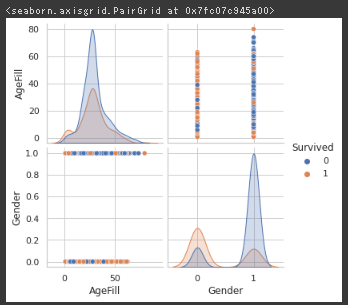 <seaborn.axisgrid.PairGrid at 0x7fc07c945a00>
80
60
40
20
0
AgeFill
1.0
0.8
0.6
0.4
0.2
0.0
Gender
0 50
AgeFill
0 1
Gender
Survived
0
1